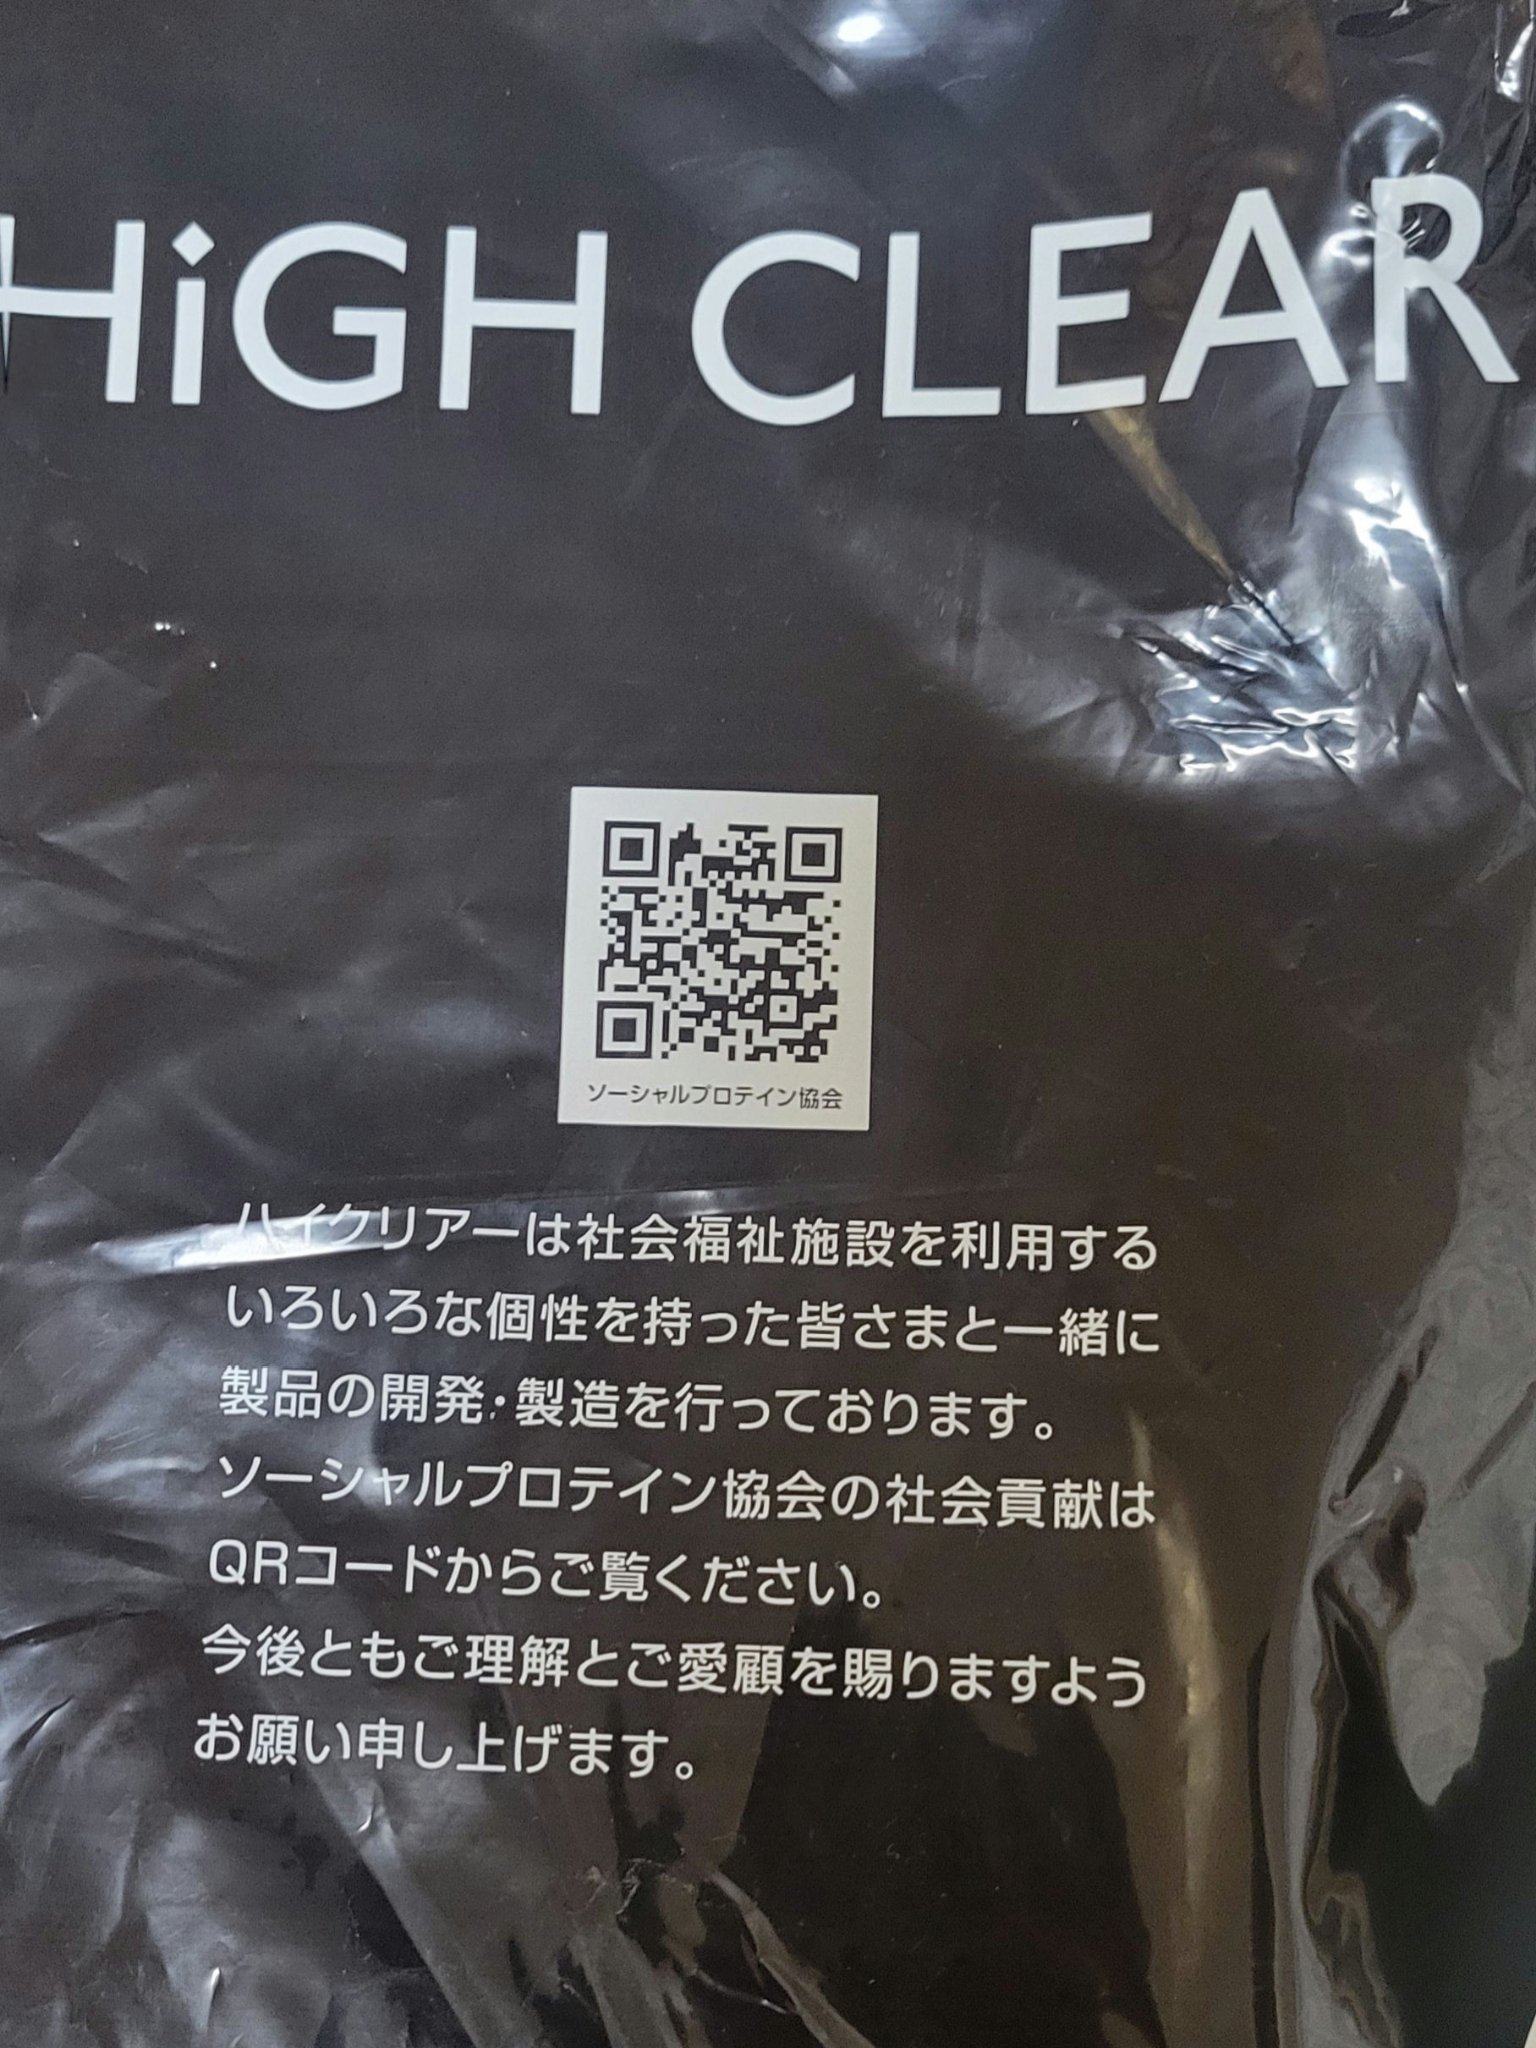 HiGH CLEAR
ソーシャルプロテイン協会
ハイクリアーは社会福祉施設を利用する
いろいろな個性を持った皆さまと一緒に
製品の開発・製造を行っております。
ソーシャルプロテイン協会の社会貢献は
QRコードからご覧ください。
今後ともご理解とご愛顧を賜りますよう
お願い申し上げます。